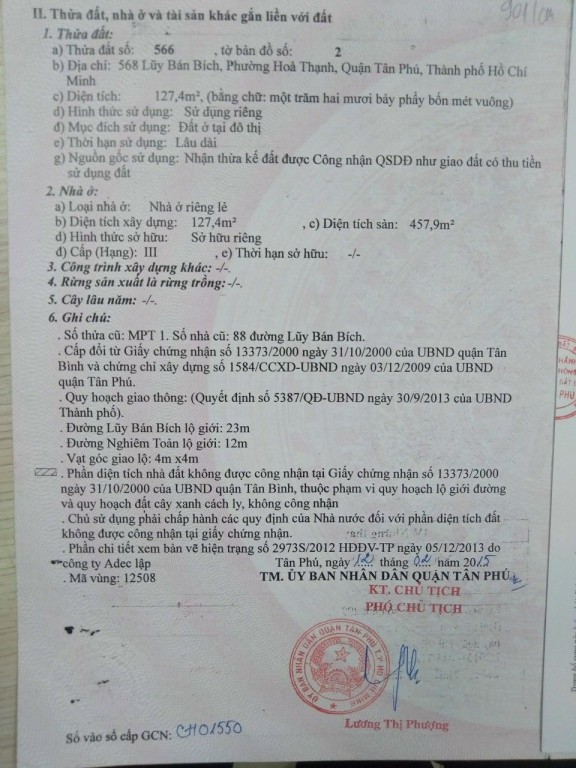 901/CM
II. Thửa đất, nhà ở và tài sản khác gắn liền với đất
1. Thửa đất:
a) Thửa đất số: 566 , tờ bản đồ số: 2
b) Địa chỉ: 568 Lũy Bán Bích, Phường Hoà Thạnh, Quận Tân Phú, Thành phố Hồ Chí
Minh
c) Diện tích: 127,4m², (bằng chữ: một trăm hai mươi bảy phẩy bốn mét vuông)
d) Hình thức sử dụng: Sử dụng riêng
đ) Mục đích sử dụng: Đất ở tại đô thị
e) Thời hạn sử dụng: Lâu dài
g) Nguồn gốc sử dụng: Nhận thừa kế đất được Công nhận QSDĐ như giao đất có thu tiền
sử dụng đất
2. Nhà ở:
a) Loại nhà ở: Nhà ở riêng lẻ
b) Diện tích xây dựng: 127,4m² , c) Diện tích sàn: 457,9m²
d) Hình thức sở hữu: Sở hữu riêng
đ) Cấp (Hạng): III , e) Thời hạn sở hữu: -/-
3. Công trình xây dựng khác: -/-.
4. Rừng sản xuất là rừng trồng: -/-.
5. Cây lâu năm: -/-.
6. Ghi chú:
. Số thửa cũ: MPT 1. Số nhà cũ: 88 đường Lũy Bán Bích.
. Cấp đổi từ Giấy chứng nhận số 13373/2000 ngày 31/10/2000 của UBND quận Tân
Bình và chứng chỉ xây dựng số 1584/CCXD-UBND ngày 03/12/2009 của UBND
quận Tân Phú.
. Quy hoạch giao thông: (Quyết định số 5387/QĐ-UBND ngày 30/9/2013 của UBND
Thành phố).
. Đường Lũy Bán Bích lộ giới: 23m
. Đường Nghiêm Toản lộ giới: 12m
. Vạt góc giao lộ: 4m x4m
. Phần diện tích nhà đất không được công nhận tại Giấy chứng nhận số 13373/2000
ngày 31/10/2000 của UBND quận Tân Bình, thuộc phạm vi quy hoạch lộ giới đường
và quy hoạch đất cây xanh cách ly, không công nhận
. Chủ sử dụng phải chấp hành các quy định của Nhà nước đối với phần diện tích đất
không được công nhận tại giấy chứng nhận.
. Phần chi tiết xem bản vẽ hiện trạng số 2973S/2012 HĐĐV-TP ngày 05/12/2013 do
công ty Adec lập
Tân Phú, ngày 12 tháng 02 năm 2015
. Mã vùng: 12508
TM. ỦY BAN NHÂN DÂN QUẬN TÂN PHÚ
KT. CHỦ TỊCH
PHÓ CHỦ TỊCH
ỦY BAN NHÂN DÂN QUẬN TÂN PHÚ T.P HỒ CHÍ MINH
Lương Thị Phượng
Số vào sổ cấp GCN: CH01550